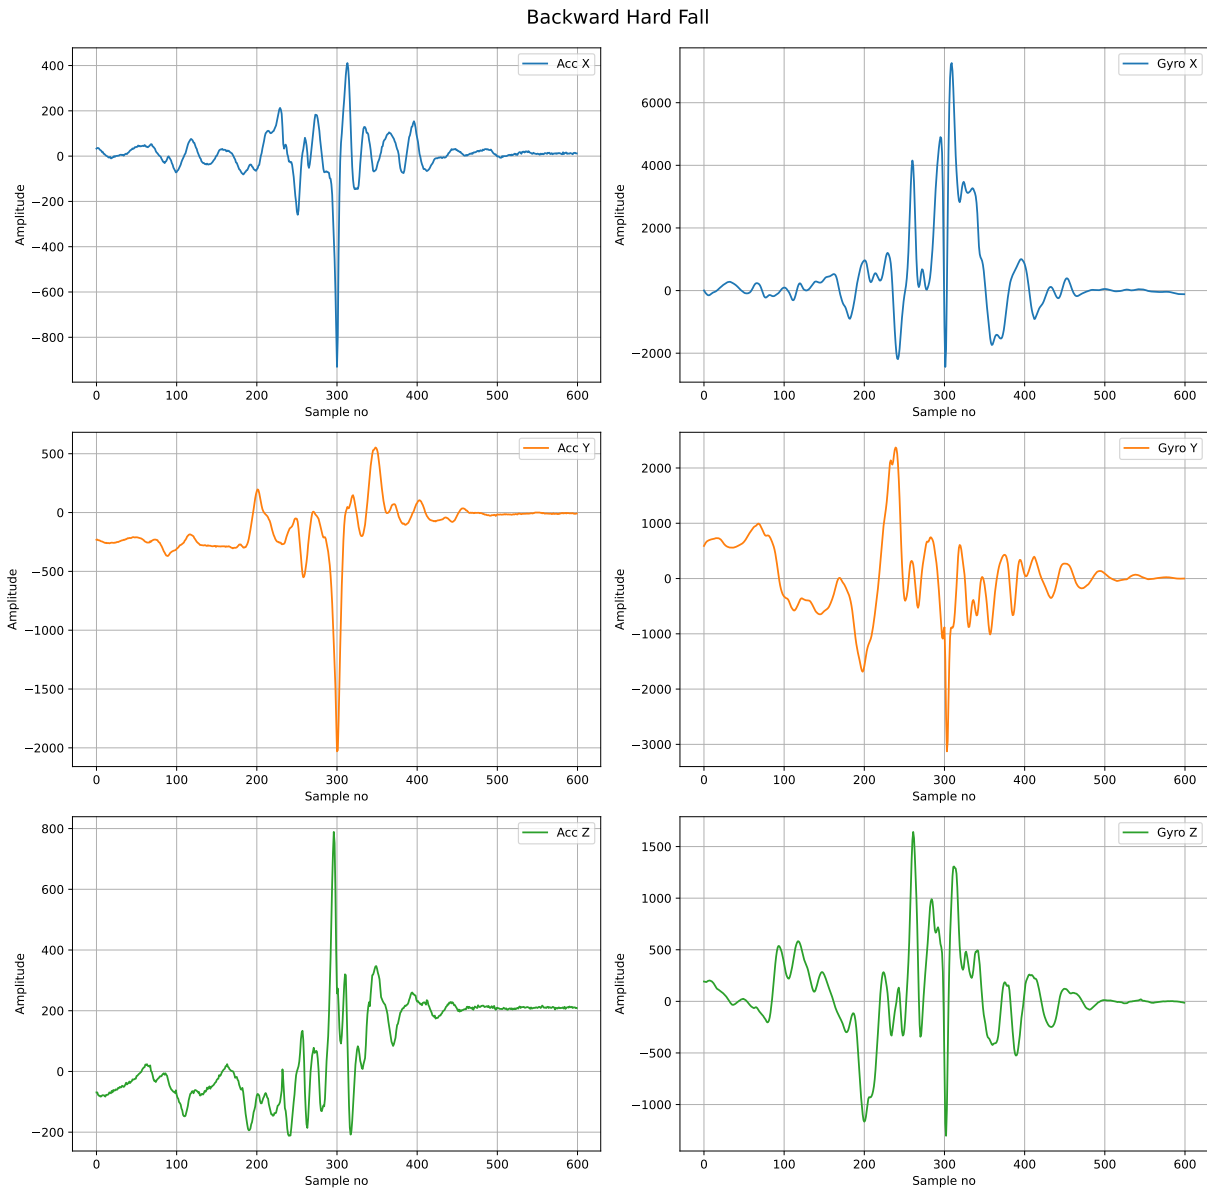 Backward Hard Fall
Acc X
400
200
0
−200
−400
−600
−800
Amplitude
0 100 200 300 400 500 600
Sample no
Gyro X
6000
4000
2000
0
−2000
Amplitude
0 100 200 300 400 500 600
Sample no
Acc Y
500
0
−500
−1000
−1500
−2000
Amplitude
0 100 200 300 400 500 600
Sample no
Gyro Y
2000
1000
0
−1000
−2000
−3000
Amplitude
0 100 200 300 400 500 600
Sample no
Acc Z
800
600
400
200
0
−200
Amplitude
0 100 200 300 400 500 600
Sample no
Gyro Z
1500
1000
500
0
−500
−1000
Amplitude
0 100 200 300 400 500 600
Sample no